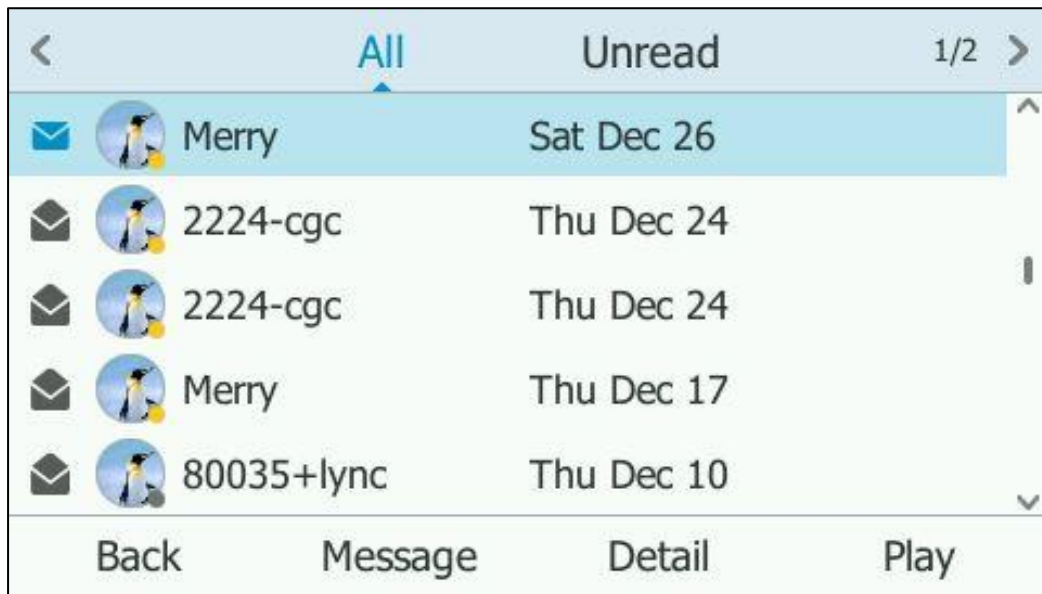 All Unread 1/2
Merry Sat Dec 26
2224-cgc Thu Dec 24
2224-cgc Thu Dec 24
Merry Thu Dec 17
80035+lync Thu Dec 10
Back Message Detail Play